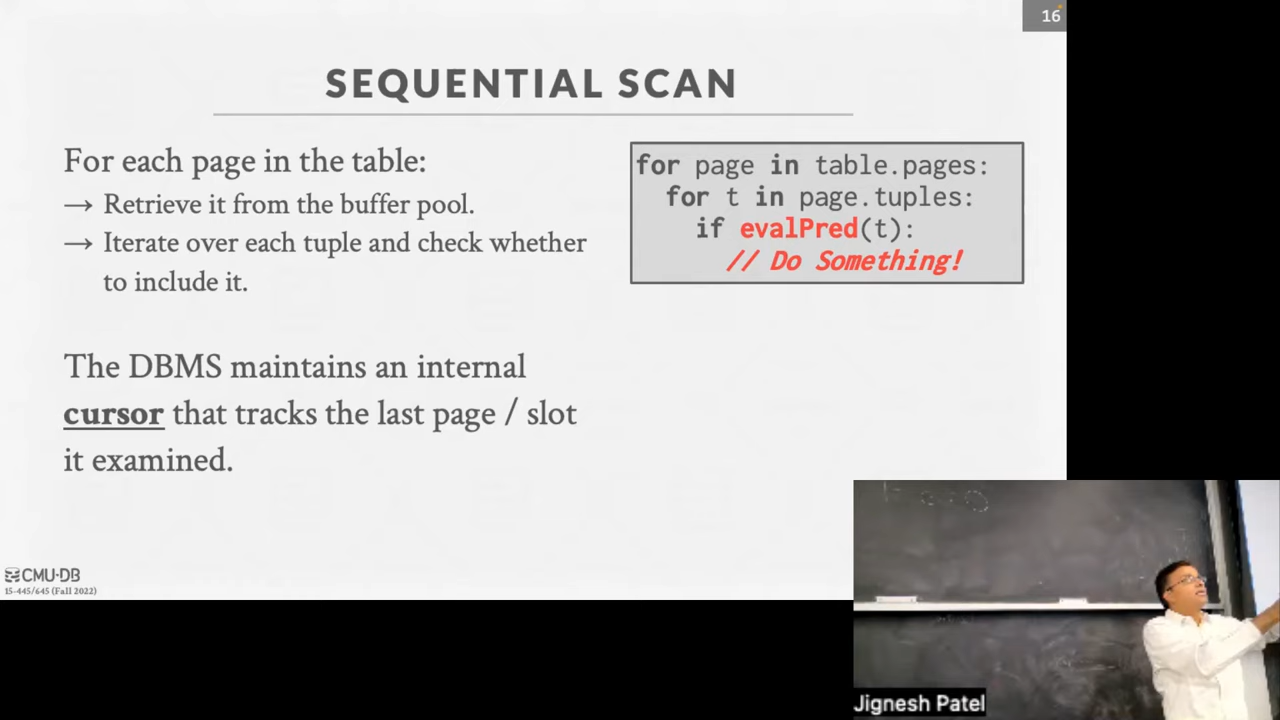 16
SEQUENTIAL SCAN
For each page in the table:
→ Retrieve it from the buffer pool.
→ Iterate over each tuple and check whether
to include it.
The DBMS maintains an internal
cursor that tracks the last page / slot
it examined.
for page in table.pages:
for t in page.tuples:
if evalPred(t):
// Do Something!
CMU·DB
15-445/645 (Fall 2022)
Jignesh Patel